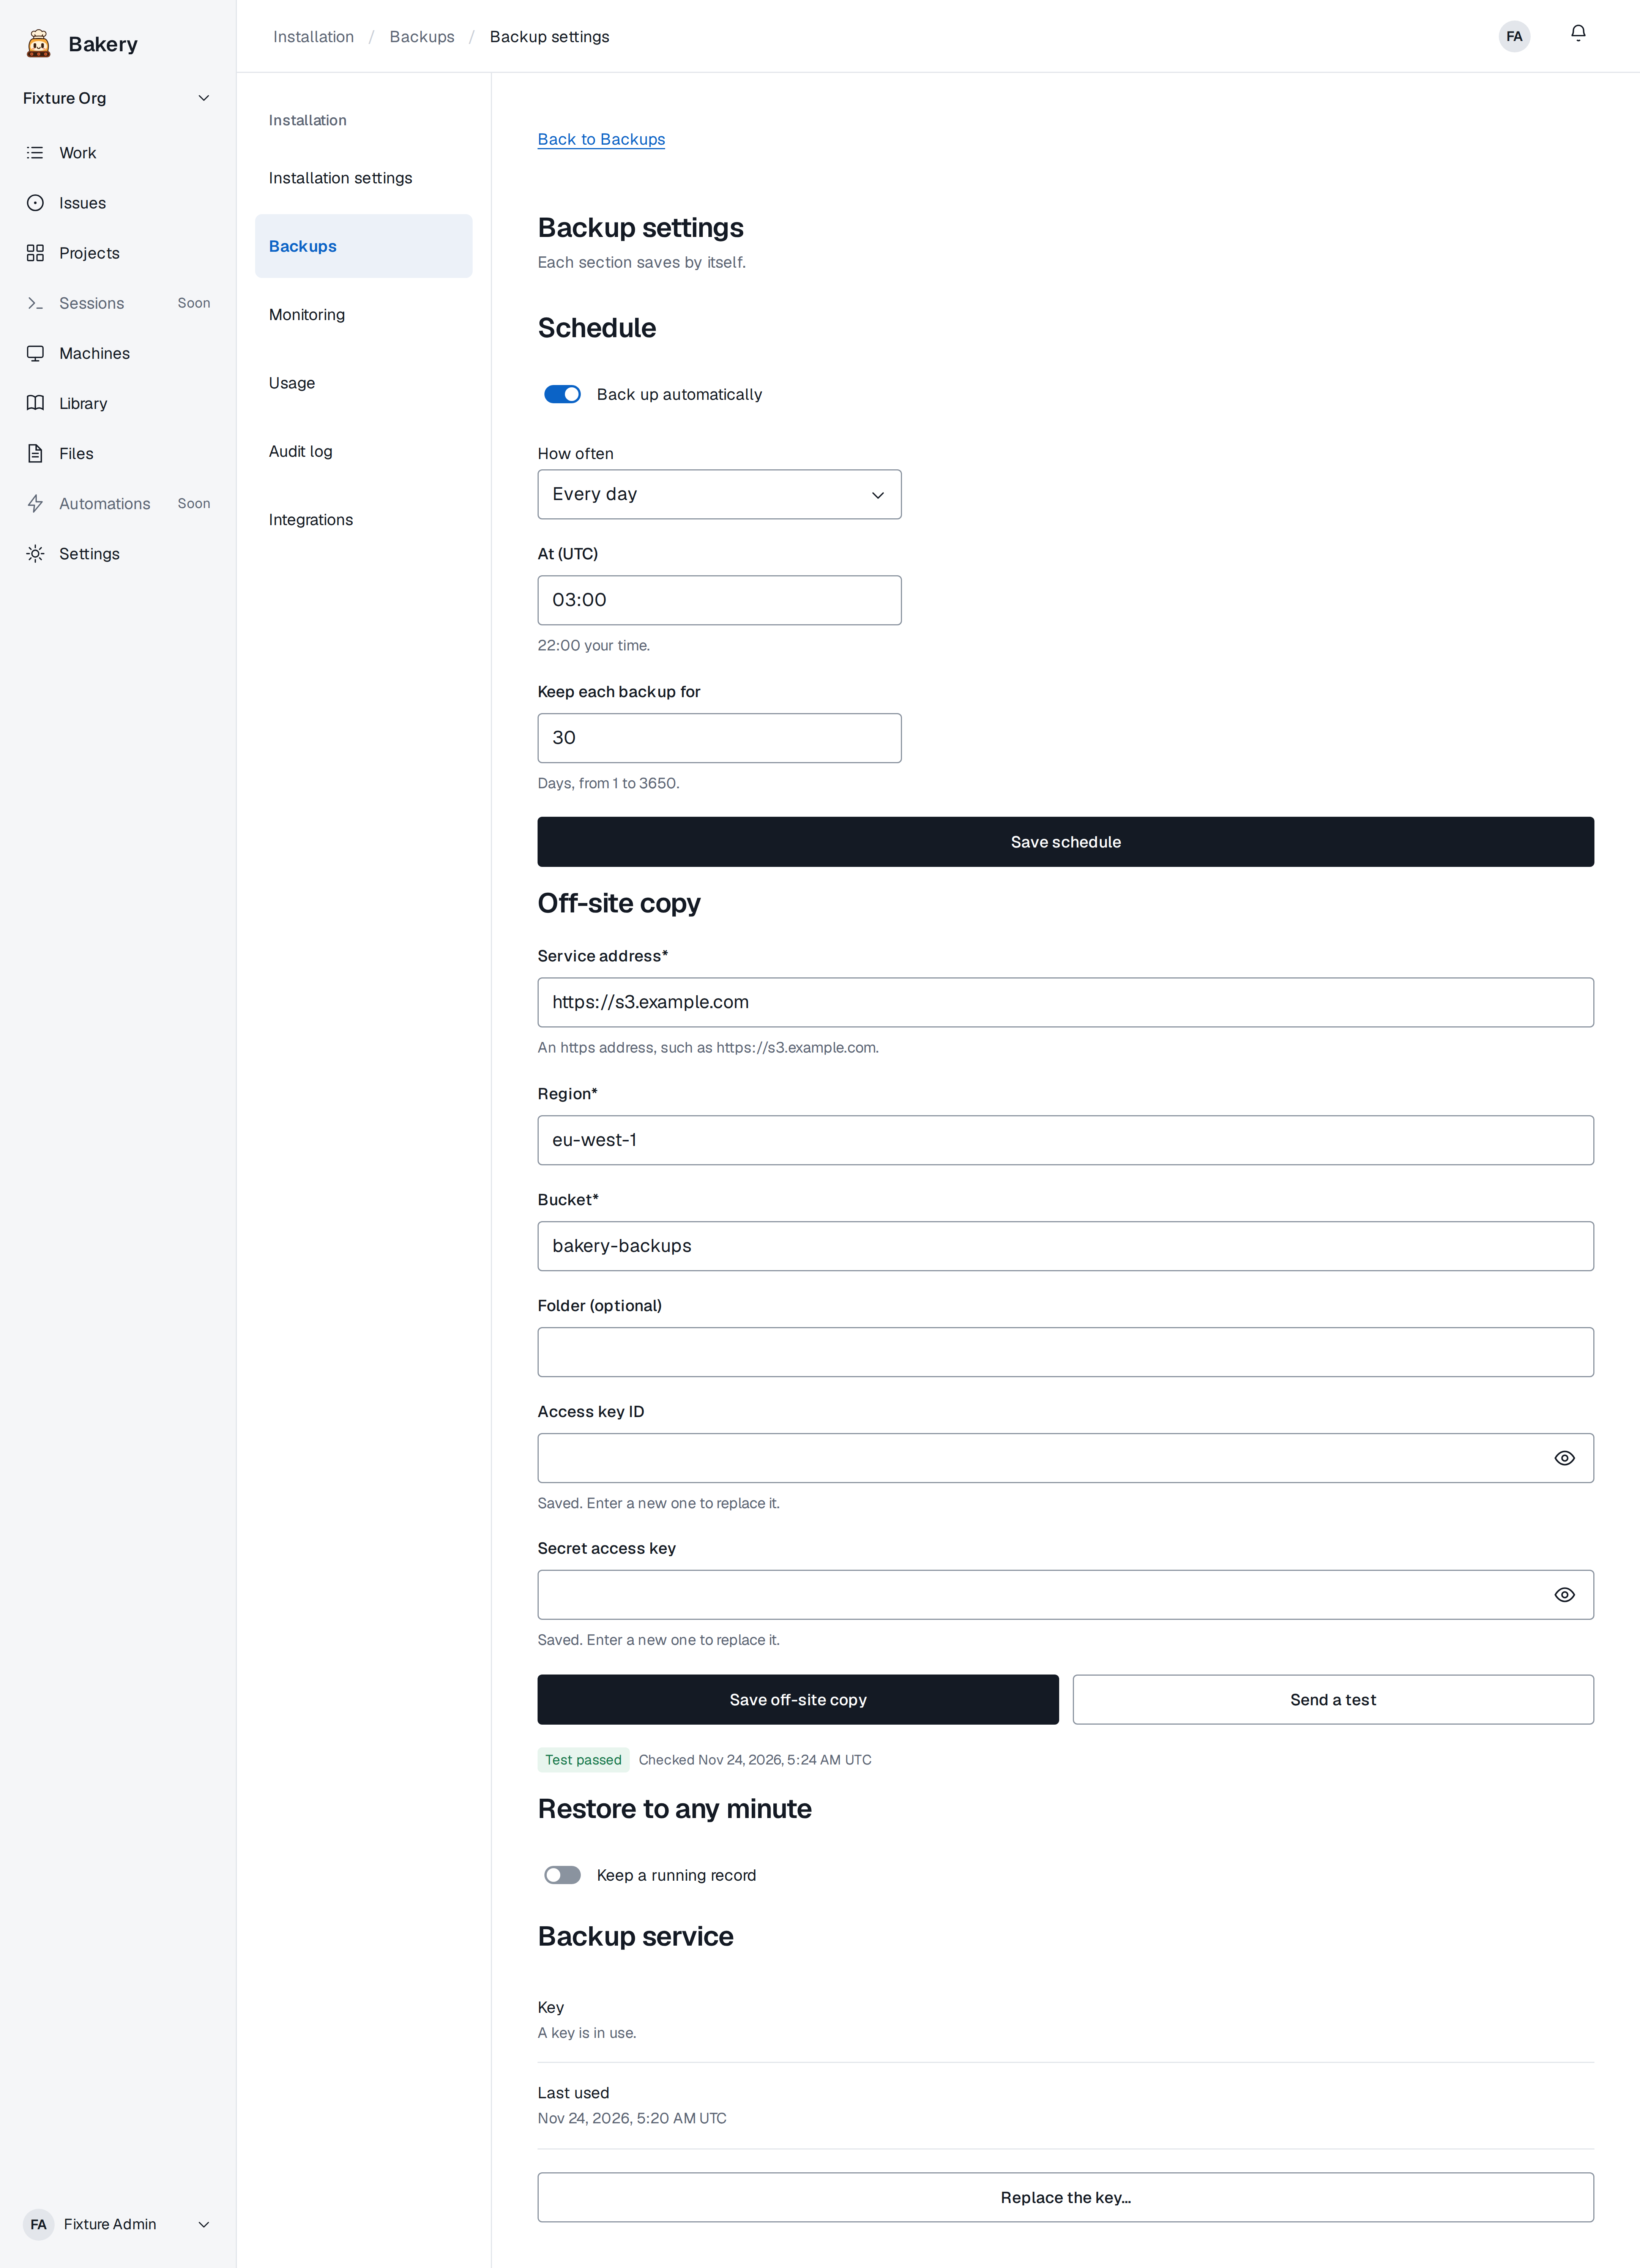 Bakery
Fixture Org
Work
Issues
Projects
Sessions Soon
Machines
Library
Files
Automations Soon
Settings
FA Fixture Admin
Installation / Backups / Backup settings
FA
Installation
Installation settings
Backups
Monitoring
Usage
Audit log
Integrations
Back to Backups
Backup settings
Each section saves by itself.
Schedule
Back up automatically
How often
Every day
At (UTC)
03:00
22:00 your time.
Keep each backup for
30
Days, from 1 to 3650.
Save schedule
Off-site copy
Service address*
https://s3.example.com
An https address, such as https://s3.example.com.
Region*
eu-west-1
Bucket*
bakery-backups
Folder (optional)
Access key ID
Saved. Enter a new one to replace it.
Secret access key
Saved. Enter a new one to replace it.
Save off-site copy Send a test
Test passed Checked Nov 24, 2026, 5:24 AM UTC
Restore to any minute
Keep a running record
Backup service
Key
A key is in use.
Last used
Nov 24, 2026, 5:20 AM UTC
Replace the key...